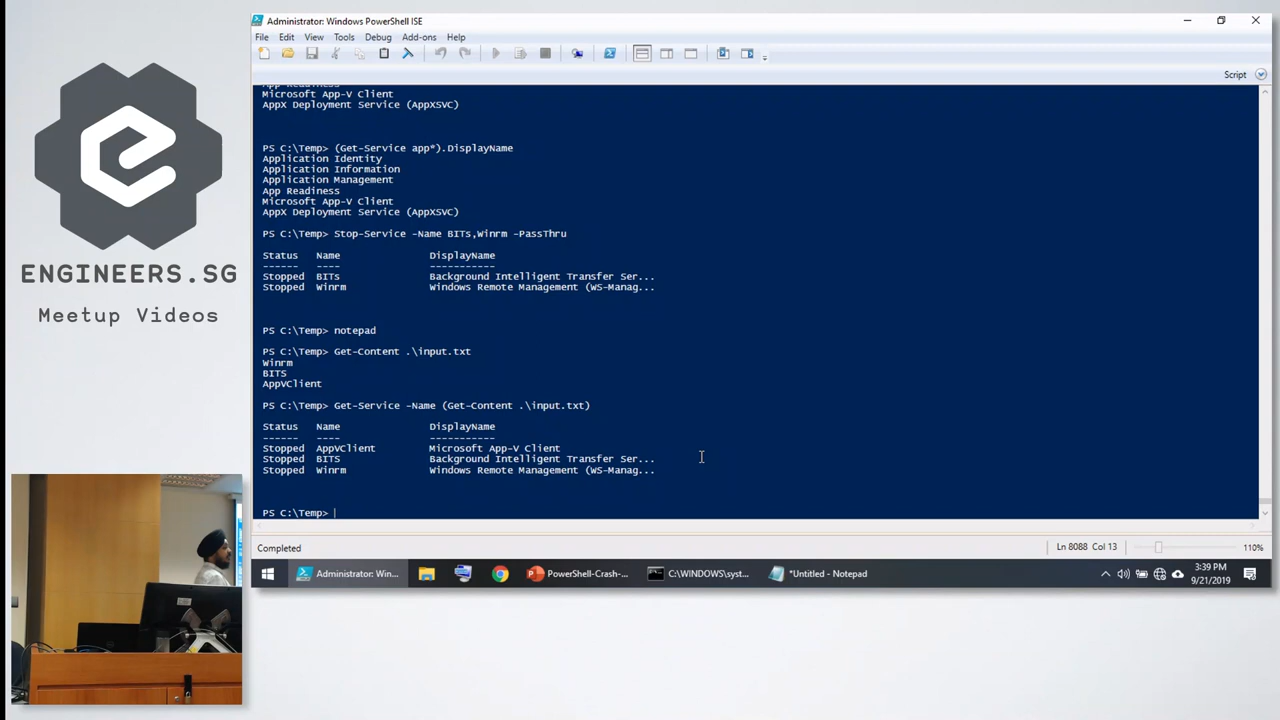 Administrator: Windows PowerShell ISE
File Edit View Tools Debug Add-ons Help
Script
App Readiness
Microsoft App-V Client
AppX Deployment Service (AppXSVC)
PS C:\Temp> (Get-Service app*).DisplayName
Application Identity
Application Information
Application Management
App Readiness
Microsoft App-V Client
AppX Deployment Service (AppXSVC)
PS C:\Temp> Stop-Service -Name BITs,Winrm -PassThru
Status Name DisplayName
------ ---- -----------
Stopped BITs Background Intelligent Transfer Ser...
Stopped Winrm Windows Remote Management (WS-Manag...
PS C:\Temp> notepad
PS C:\Temp> Get-Content .\input.txt
Winrm
BITS
AppVClient
PS C:\Temp> Get-Service -Name (Get-Content .\input.txt)
Status Name DisplayName
------ ---- -----------
Stopped AppVClient Microsoft App-V Client
Stopped BITS Background Intelligent Transfer Ser...
Stopped Winrm Windows Remote Management (WS-Manag...
PS C:\Temp>
Completed
Ln 8088 Col 13
110%
Administrator: Win...
PowerShell-Crash-...
C:\WINDOWS\syst...
*Untitled - Notepad
3:39 PM
9/21/2019
ENGINEERS.SG
Meetup Videos